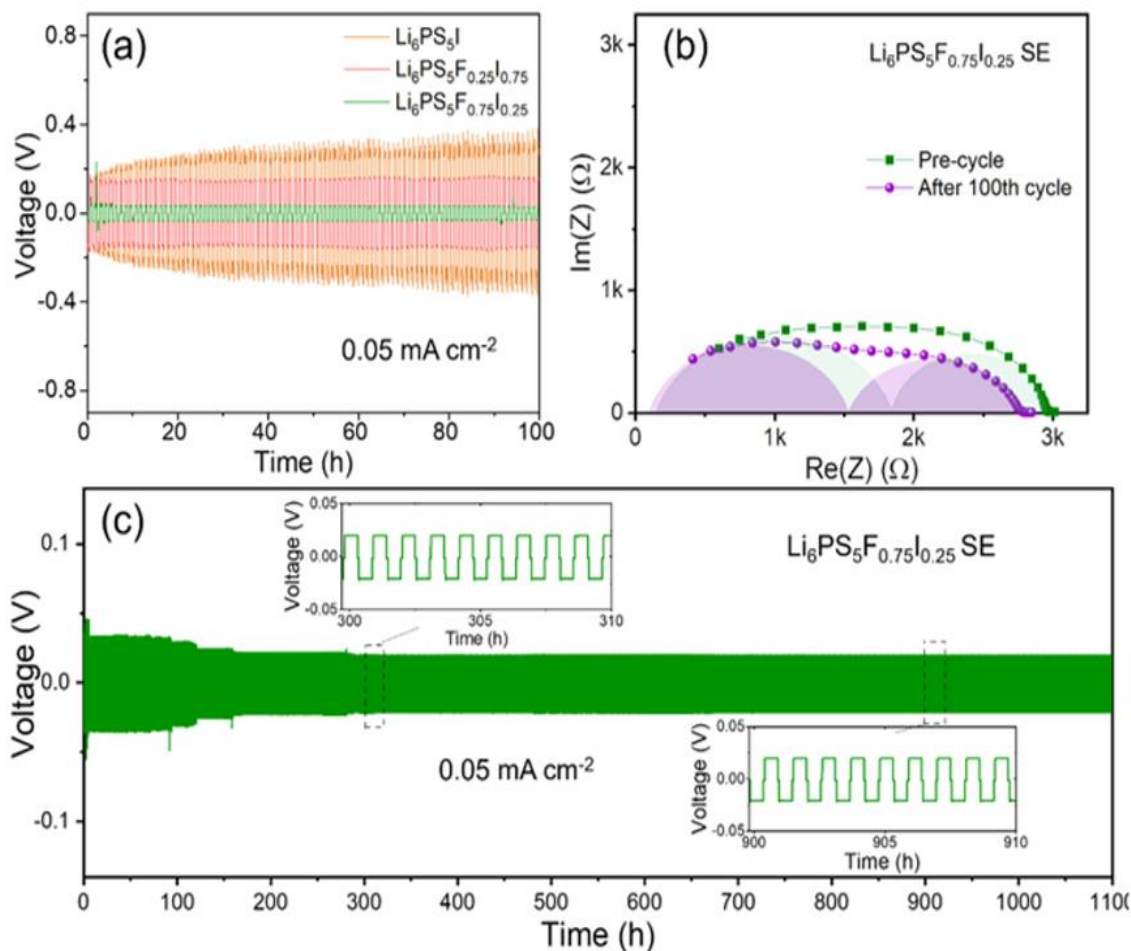 (a)
Li₆PS₅I
Li₆PS₅F₀.₂₅I₀.₇₅
Li₆PS₅F₀.₇₅I₀.₂₅
0.8
0.4
0.0
-0.4
-0.8
Voltage (V)
0.05 mA cm⁻²
0 20 40 60 80 100
Time (h)
(b)
Li₆PS₅F₀.₇₅I₀.₂₅ SE
Pre-cycle
After 100th cycle
3k
2k
1k
0
Im(Z) (Ω)
0 1k 2k 3k
Re(Z) (Ω)
(c)
Li₆PS₅F₀.₇₅I₀.₂₅ SE
0.1
0.0
-0.1
Voltage (V)
0.05
0.00
-0.05
Voltage (V)
300 305 310
Time (h)
0.05 mA cm⁻²
0.05
0.00
-0.05
Voltage (V)
900 905 910
Time (h)
0 100 200 300 400 500 600 700 800 900 1000 1100
Time (h)